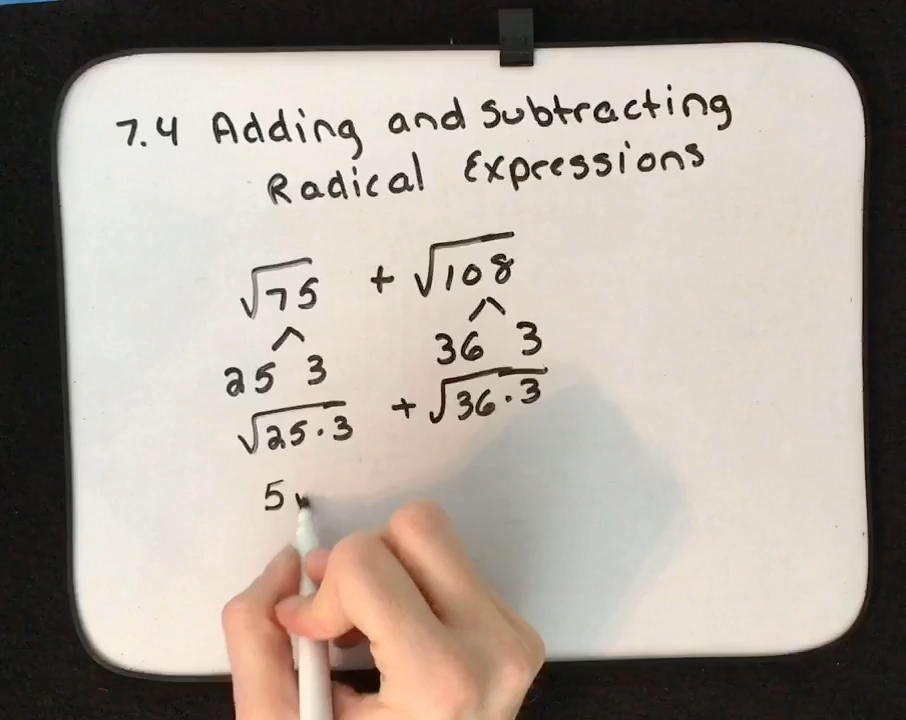 7.4 Adding and Subtracting
Radical Expressions
√75 + √108
25 3 36 3
√25·3 + √36·3
5